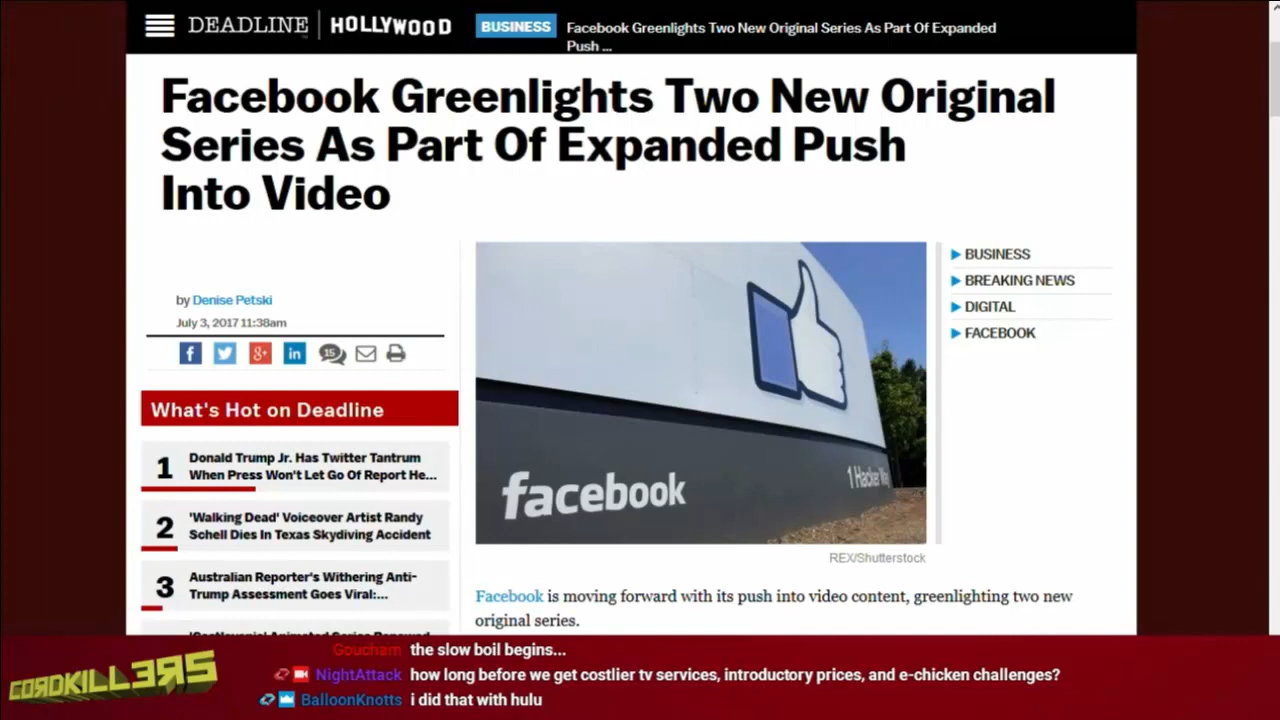 DEADLINE HOLLYWOOD BUSINESS Facebook Greenlights Two New Original Series As Part Of Expanded
Push ...
Facebook Greenlights Two New Original
Series As Part Of Expanded Push
Into Video
by Denise Petski
July 3, 2017 11:38am
f 8+ in 15
What's Hot on Deadline
1 Donald Trump Jr. Has Twitter Tantrum
When Press Won't Let Go Of Report He...
2 'Walking Dead' Voiceover Artist Randy
Schell Dies In Texas Skydiving Accident
3 Australian Reporter's Withering Anti-
Trump Assessment Goes Viral:...
facebook
1 Hacker
REX/Shutterstock
BUSINESS
BREAKING NEWS
DIGITAL
FACEBOOK
Facebook is moving forward with its push into video content, greenlighting two new
original series.
CORDKILL3RS
Goucham the slow boil begins...
NightAttack how long before we get costlier tv services, introductory prices, and e-chicken challenges?
BalloonKnotts i did that with hulu